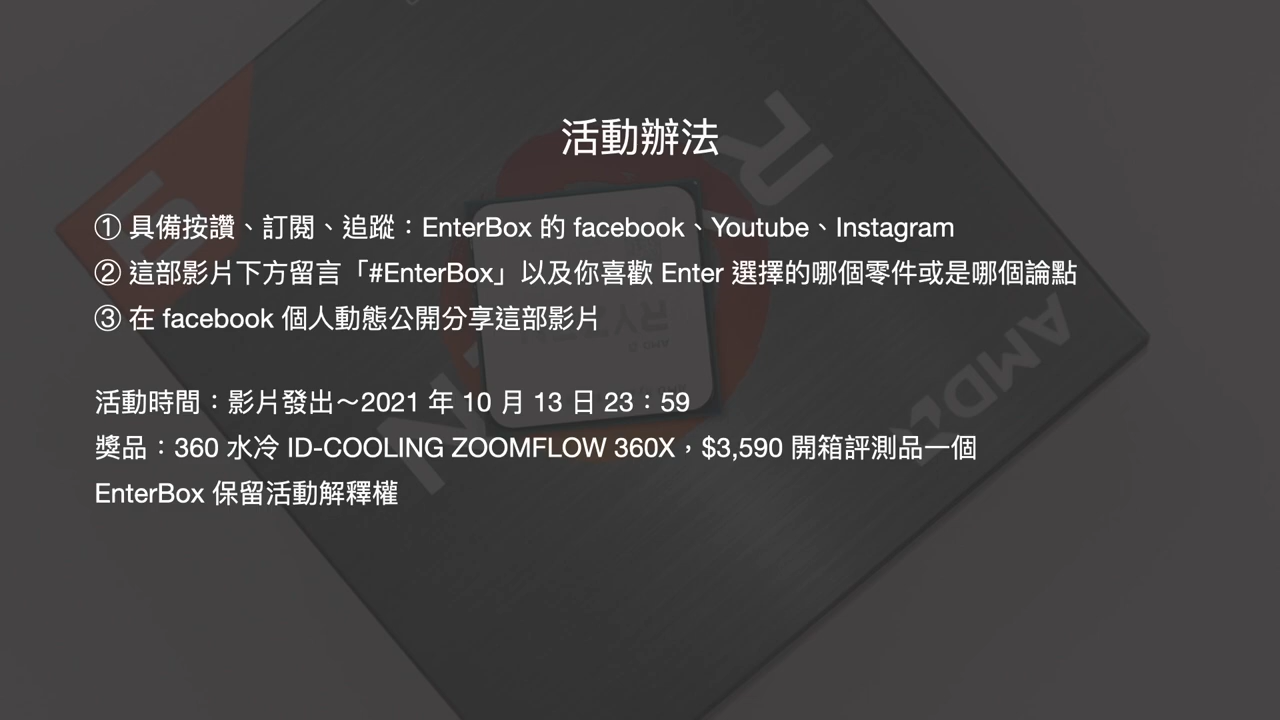 活動辦法
① 具備按讚、訂閱、追蹤：EnterBox 的 facebook、Youtube、Instagram
② 這部影片下方留言「#EnterBox」以及你喜歡 Enter 選擇的哪個零件或是哪個論點
③ 在 facebook 個人動態公開分享這部影片
活動時間：影片發出～2021 年 10 月 13 日 23：59
獎品：360 水冷 ID-COOLING ZOOMFLOW 360X，$3,590 開箱評測品一個
EnterBox 保留活動解釋權
RYZEN
AMD